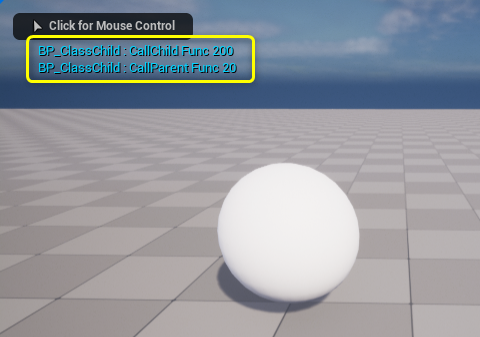 Click for Mouse Control
BP_ClassChild : CallChild Func 200
BP_ClassChild : CallParent Func 20